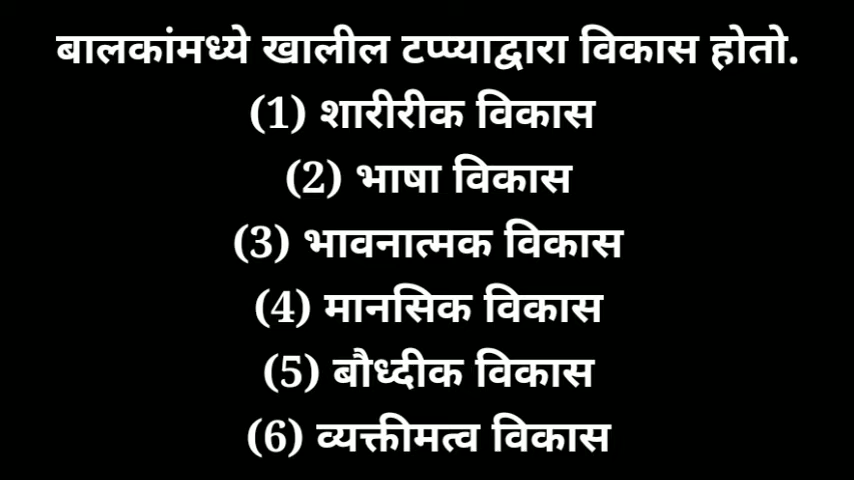 बालकांमध्ये खालील टप्प्याद्वारा विकास होतो.
(1) शारीरीक विकास
(2) भाषा विकास
(3) भावनात्मक विकास
(4) मानसिक विकास
(5) बौध्दीक विकास
(6) व्यक्तीमत्व विकास